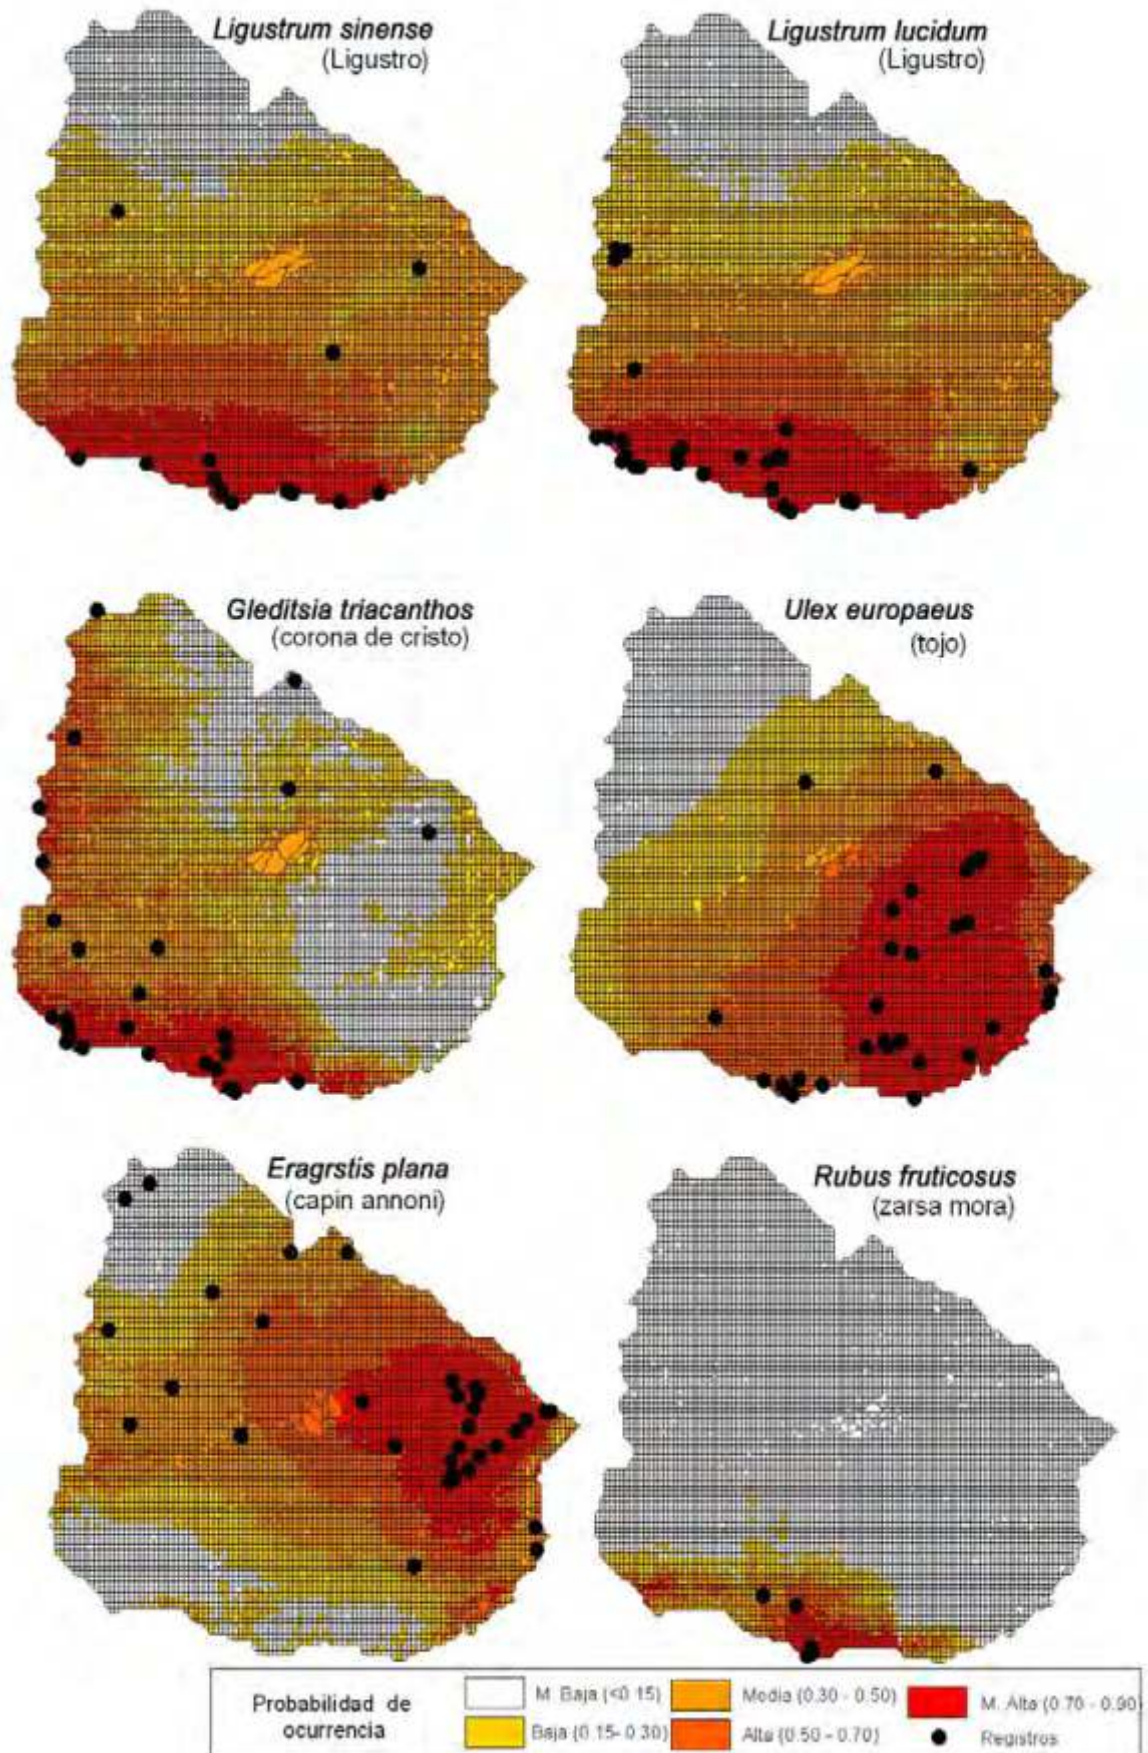 Ligustrum sinense
(Ligustro)
Ligustrum lucidum
(Ligustro)
Gleditsia triacanthos
(corona de cristo)
Ulex europaeus
(tojo)
Eragrstis plana
(capin annoni)
Rubus fruticosus
(zarsa mora)
Probabilidad de
ocurrencia
M. Baja (<0.15)
Baja (0.15- 0.30)
Media (0.30 - 0.50)
Alta (0.50 - 0.70)
M. Alta (0.70 - 0.90)
Registros